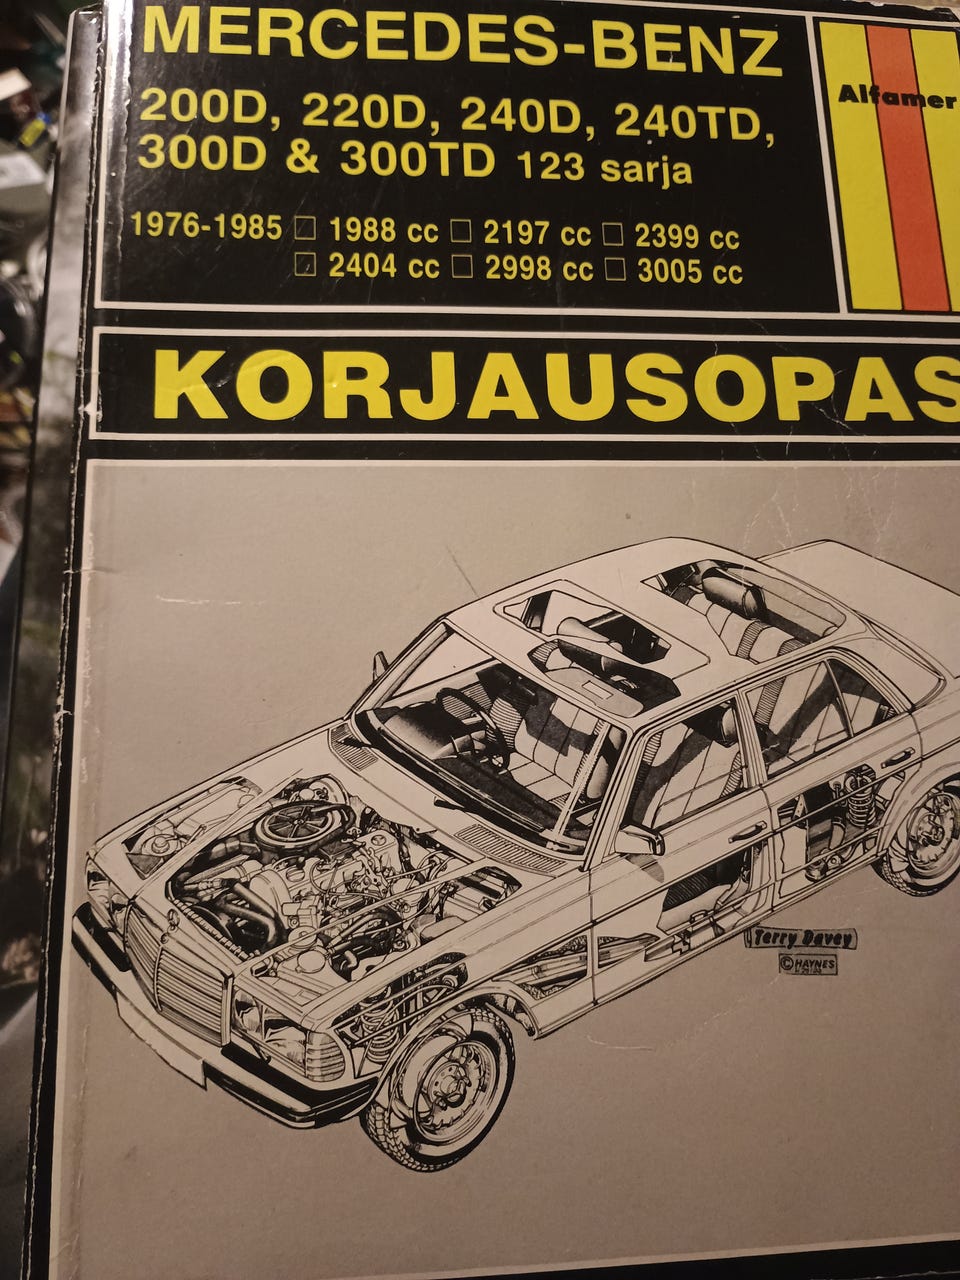 MERCEDES-BENZ
Alfamer
200D, 220D, 240D, 240TD,
300D & 300TD 123 sarja
1976-1985 □ 1988 cc □ 2197 cc □ 2399 cc
□ 2404 cc □ 2998 cc □ 3005 cc
KORJAUSOPAS
Terry Davey
© HAYNES